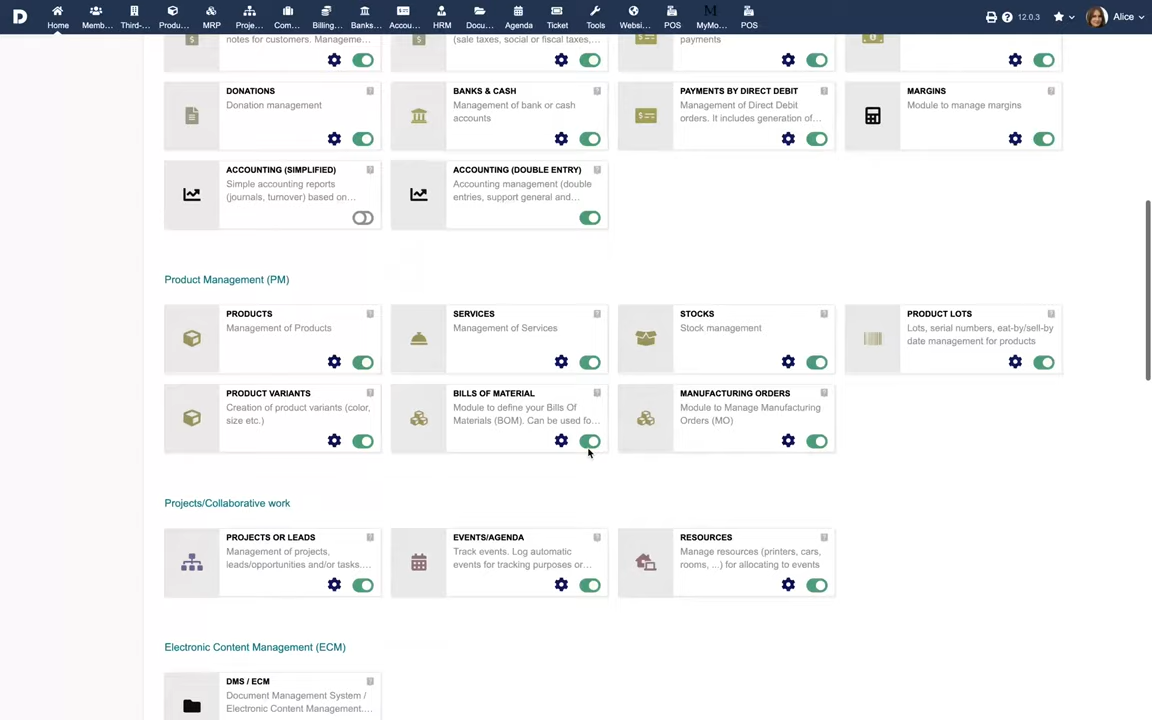 D
Home
Memb...
Third-...
Produ...
MRP
Proje...
Com...
Billing...
Banks...
Accou...
HRM
Docu...
Agenda
Ticket
Tools
Websi...
POS
MyMo...
POS
12.0.3
Alice
notes for customers. Manageme...
(sale taxes, social or fiscal taxes,...
payments
DONATIONS
Donation management
BANKS & CASH
Management of bank or cash
accounts
PAYMENTS BY DIRECT DEBIT
Management of Direct Debit
orders. It includes generation of...
MARGINS
Module to manage margins
ACCOUNTING (SIMPLIFIED)
Simple accounting reports
(journals, turnover) based on...
ACCOUNTING (DOUBLE ENTRY)
Accounting management (double
entries, support general and...
Product Management (PM)
PRODUCTS
Management of Products
SERVICES
Management of Services
STOCKS
Stock management
PRODUCT LOTS
Lots, serial numbers, eat-by/sell-by
date management for products
PRODUCT VARIANTS
Creation of product variants (color,
size etc.)
BILLS OF MATERIAL
Module to define your Bills Of
Materials (BOM). Can be used fo...
MANUFACTURING ORDERS
Module to Manage Manufacturing
Orders (MO)
Projects/Collaborative work
PROJECTS OR LEADS
Management of projects,
leads/opportunities and/or tasks....
EVENTS/AGENDA
Track events. Log automatic
events for tracking purposes or...
RESOURCES
Manage resources (printers, cars,
rooms, ...) for allocating to events
Electronic Content Management (ECM)
DMS / ECM
Document Management System /
Electronic Content Management....